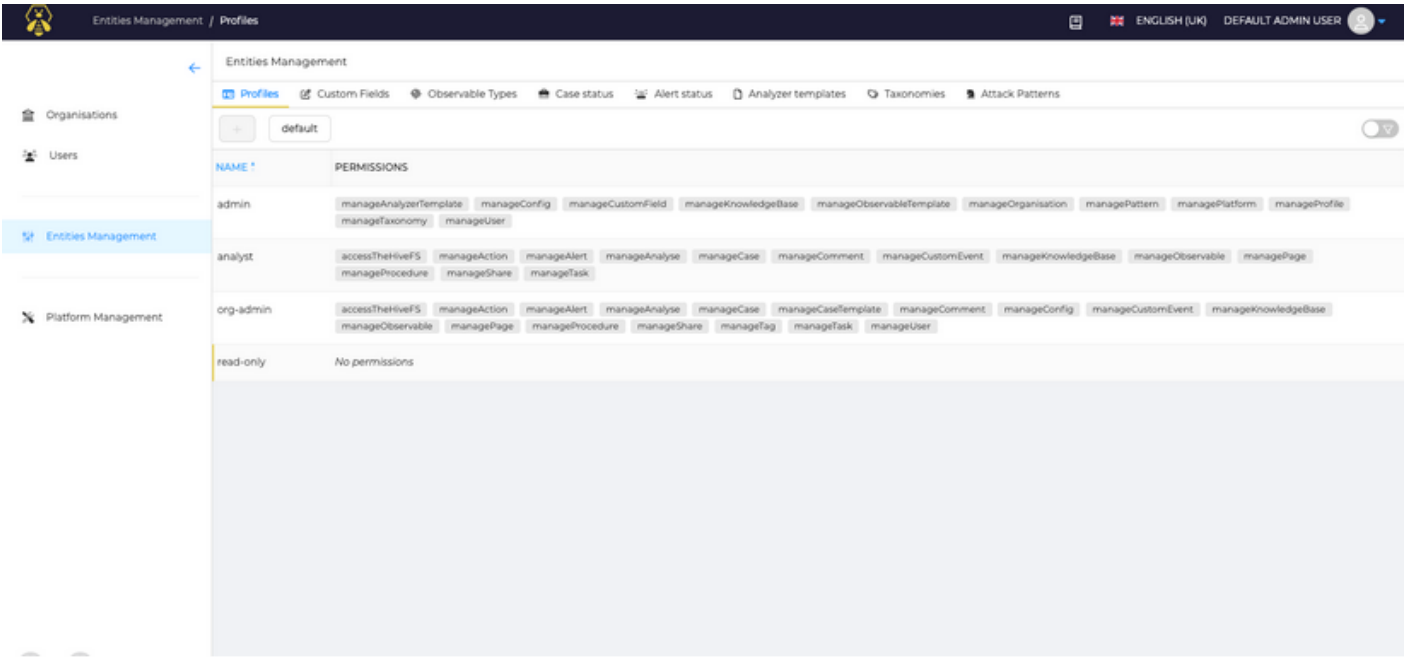 Entities Management / Profiles ENGLISH (UK) DEFAULT ADMIN USER
Entities Management
Profiles Custom Fields Observable Types Case status Alert status Analyzer templates Taxonomies Attack Patterns
Organisations
+ default
Users
NAME PERMISSIONS
admin manageAnalyzerTemplate manageConfig manageCustomField manageKnowledgeBase manageObservableTemplate manageOrganisation managePattern managePlatform manageProfile
manageTaxonomy manageUser
Entities Management
analyst accessTheHiveFS manageAction manageAlert manageAnalyse manageCase manageComment manageCustomEvent manageKnowledgeBase manageObservable managePage
manageProcedure manageShare manageTask
org-admin accessTheHiveFS manageAction manageAlert manageAnalyse manageCase manageCaseTemplate manageComment manageConfig manageCustomEvent manageKnowledgeBase
Platform Management
manageObservable managePage manageProcedure manageShare manageTag manageTask manageUser
read-only No permissions